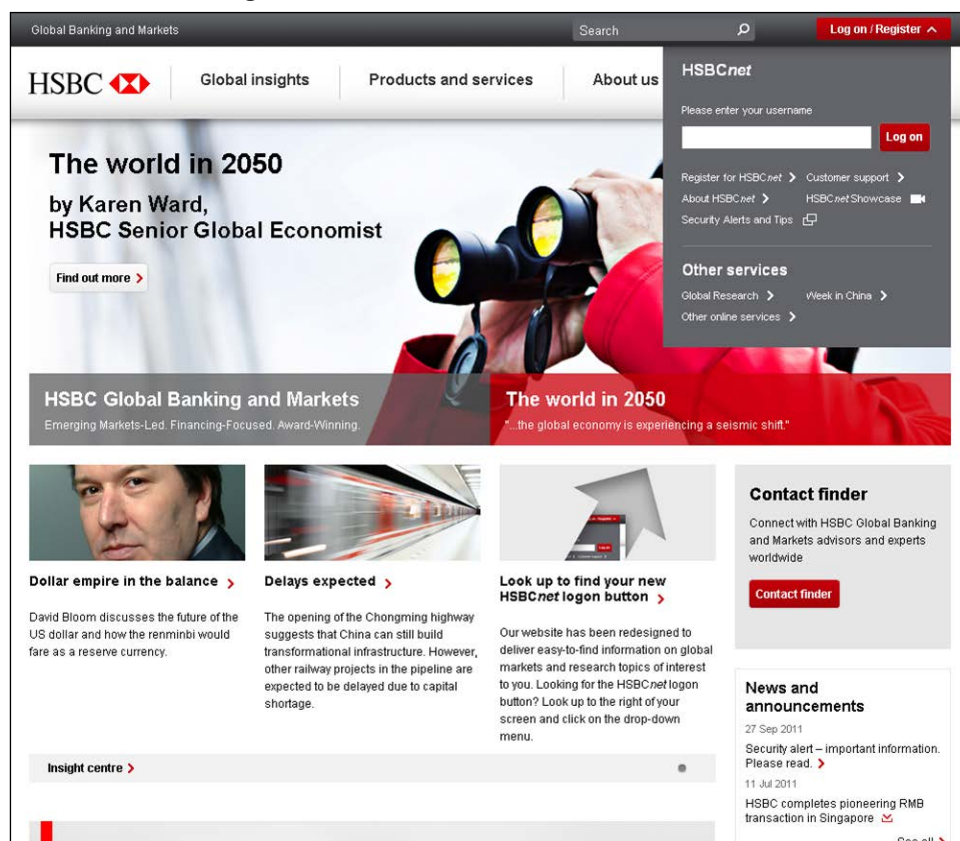 Global Banking and Markets
Search
Log on / Register
HSBC
Global insights
Products and services
About us
HSBCnet
Please enter your username
Log on
Register for HSBCnet
Customer support
About HSBCnet
HSBCnet Showcase
Security Alerts and Tips
Other services
Global Research
Week in China
Other online services
The world in 2050
by Karen Ward,
HSBC Senior Global Economist
Find out more
HSBC Global Banking and Markets
Emerging Markets-Led. Financing-Focused. Award-Winning.
The world in 2050
"...the global economy is experiencing a seismic shift."
Dollar empire in the balance
David Bloom discusses the future of the
US dollar and how the renminbi would
fare as a reserve currency.
Delays expected
The opening of the Chongming highway
suggests that China can still build
transformational infrastructure. However,
other railway projects in the pipeline are
expected to be delayed due to capital
shortage.
Look up to find your new
HSBCnet logon button
Our website has been redesigned to
deliver easy-to-find information on global
markets and research topics of interest
to you. Looking for the HSBCnet logon
button? Look up to the right of your
screen and click on the drop-down
menu.
Contact finder
Connect with HSBC Global Banking
and Markets advisors and experts
worldwide
Contact finder
News and
announcements
27 Sep 2011
Security alert – important information.
Please read.
11 Jul 2011
HSBC completes pioneering RMB
transaction in Singapore
See all
Insight centre